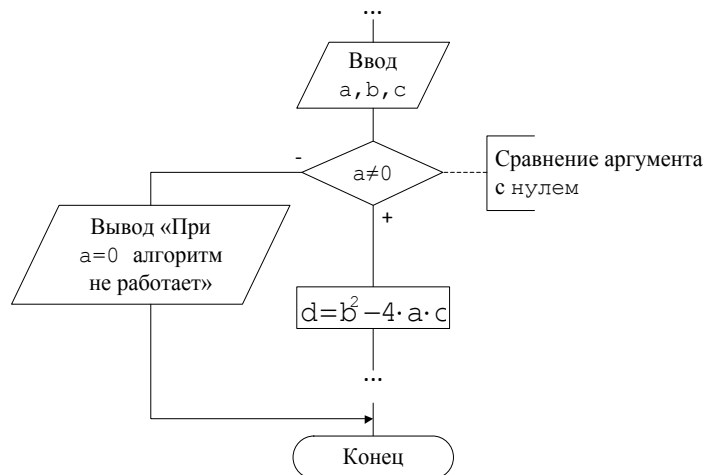 ...
Ввод
a,b,c
-
a≠0
+
Сравнение аргумента
с нулем
Вывод «При
a=0 алгоритм
не работает»
d=b²−4·a·c
...
Конец